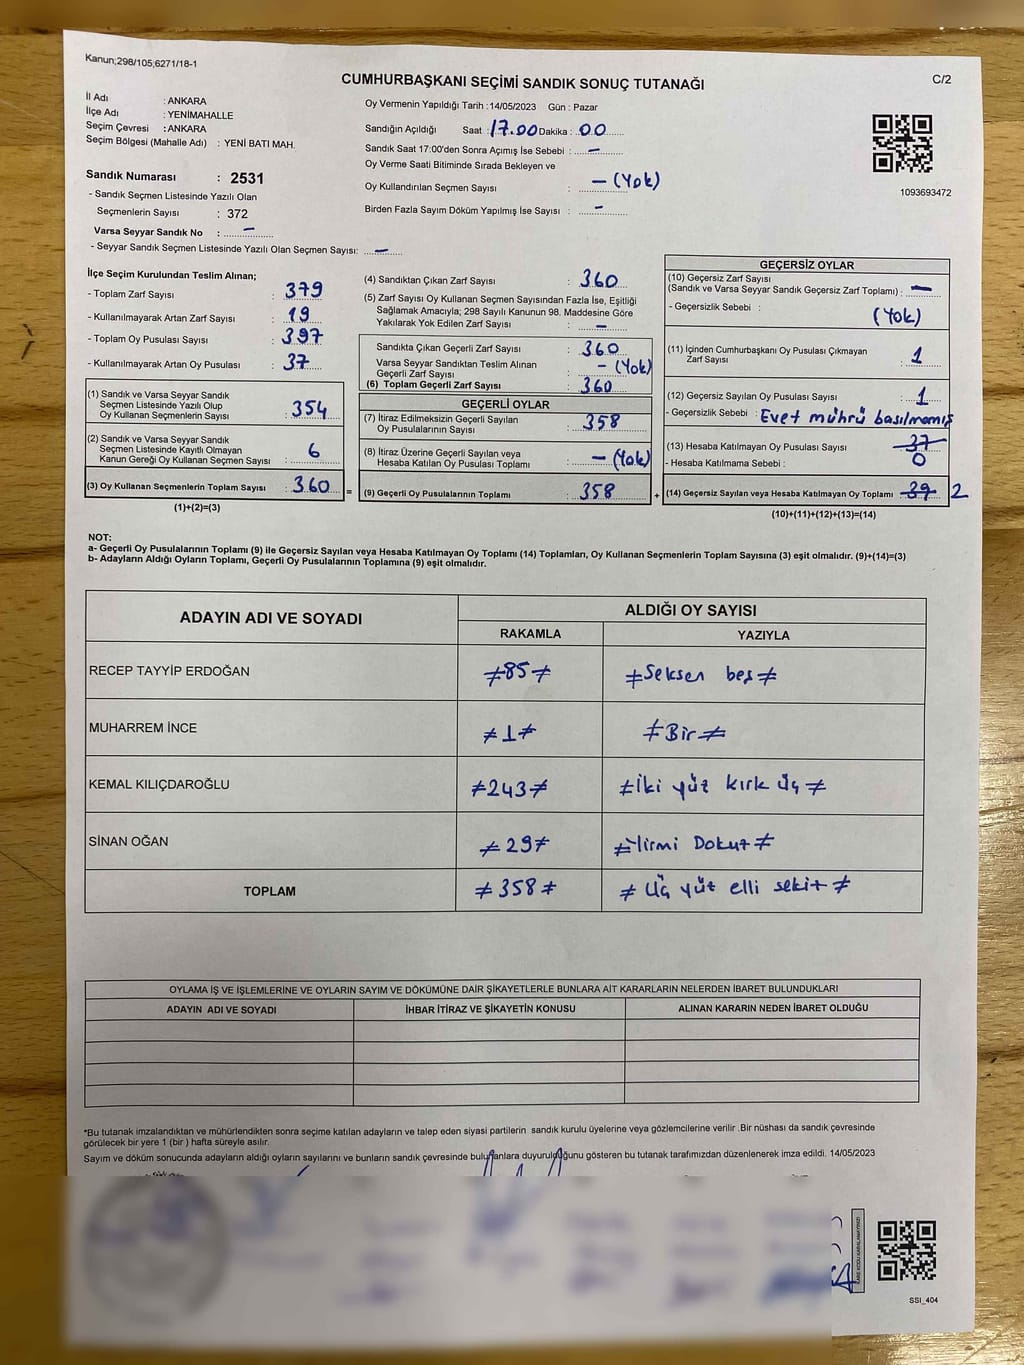 Kanun;298/105;6271/18-1
CUMHURBAŞKANI SEÇİMİ SANDIK SONUÇ TUTANAĞI
C/2
İl Adı : ANKARA
İlçe Adı : YENİMAHALLE
Seçim Çevresi : ANKARA
Seçim Bölgesi (Mahalle Adı) : YENİ BATI MAH.
Oy Vermenin Yapıldığı Tarih : 14/05/2023 Gün : Pazar
Sandığın Açıldığı Saat : 17.00 Dakika : 00
Sandık Saat 17:00'den Sonra Açımış İse Sebebi : –
Oy Verme Saati Bitiminde Sırada Bekleyen ve
Oy Kullandırılan Seçmen Sayısı : – (Yok)
Birden Fazla Sayım Döküm Yapılmış İse Sayısı : –
1093693472
Sandık Numarası : 2531
- Sandık Seçmen Listesinde Yazılı Olan
Seçmenlerin Sayısı : 372
Varsa Seyyar Sandık No : –
- Seyyar Sandık Seçmen Listesinde Yazılı Olan Seçmen Sayısı: –
İlçe Seçim Kurulundan Teslim Alınan;
- Toplam Zarf Sayısı : 379
- Kullanılmayarak Artan Zarf Sayısı : 19
- Toplam Oy Pusulası Sayısı : 397
- Kullanılmayarak Artan Oy Pusulası : 37
(1) Sandık ve Varsa Seyyar Sandık
Seçmen Listesinde Yazılı Olup
Oy Kullanan Seçmenlerin Sayısı : 354
(2) Sandık ve Varsa Seyyar Sandık
Seçmen Listesinde Kayıtlı Olmayan
Kanun Gereği Oy Kullanan Seçmen Sayısı : 6
(3) Oy Kullanan Seçmenlerin Toplam Sayısı : 360 =
(1)+(2)=(3)
(4) Sandıktan Çıkan Zarf Sayısı : 360
(5) Zarf Sayısı Oy Kullanan Seçmen Sayısından Fazla İse, Eşitliği
Sağlamak Amacıyla; 298 Sayılı Kanunun 98. Maddesine Göre
Yakılarak Yok Edilen Zarf Sayısı : –
Sandıkta Çıkan Geçerli Zarf Sayısı : 360
Varsa Seyyar Sandıktan Teslim Alınan
Geçerli Zarf Sayısı : – (Yok)
(6) Toplam Geçerli Zarf Sayısı : 360
GEÇERLİ OYLAR
(7) İtiraz Edilmeksizin Geçerli Sayılan
Oy Pusulalarının Sayısı : 358
(8) İtiraz Üzerine Geçerli Sayılan veya
Hesaba Katılan Oy Pusulası Toplamı : – (Yok)
(9) Geçerli Oy Pusulalarının Toplamı : 358 +
GEÇERSİZ OYLAR
(10) Geçersiz Zarf Sayısı
(Sandık ve Varsa Seyyar Sandık Geçersiz Zarf Toplamı) : –
- Geçersizlik Sebebi : (Yok)
(11) İçinden Cumhurbaşkanı Oy Pusulası Çıkmayan
Zarf Sayısı : 1
(12) Geçersiz Sayılan Oy Pusulası Sayısı : 1
- Geçersizlik Sebebi : Evet mührü basılmamış
(13) Hesaba Katılmayan Oy Pusulası Sayısı : 37
- Hesaba Katılmama Sebebi : 0
(14) Geçersiz Sayılan veya Hesaba Katılmayan Oy Toplamı : 39 2
(10)+(11)+(12)+(13)=(14)
NOT:
a- Geçerli Oy Pusulalarının Toplamı (9) ile Geçersiz Sayılan veya Hesaba Katılmayan Oy Toplamı (14) Toplamları, Oy Kullanan Seçmenlerin Toplam Sayısına (3) eşit olmalıdır. (9)+(14)=(3)
b- Adayların Aldığı Oyların Toplamı, Geçerli Oy Pusulalarının Toplamına (9) eşit olmalıdır.
ADAYIN ADI VE SOYADI
ALDIĞI OY SAYISI
RAKAMLA YAZIYLA
RECEP TAYYİP ERDOĞAN ≠85≠ ≠Seksen beş≠
MUHARREM İNCE ≠1≠ ≠Bir≠
KEMAL KILIÇDAROĞLU ≠243≠ ≠İki yüz kırk üç≠
SİNAN OĞAN ≠29≠ ≠Yirmi Dokuz≠
TOPLAM ≠358≠ ≠Üç yüz elli sekiz≠
OYLAMA İŞ VE İŞLEMLERİNE VE OYLARIN SAYIM VE DÖKÜMÜNE DAİR ŞİKAYETLERLE BUNLARA AİT KARARLARIN NELERDEN İBARET BULUNDUKLARI
ADAYIN ADI VE SOYADI İHBAR İTİRAZ VE ŞİKAYETİN KONUSU ALINAN KARARIN NEDEN İBARET OLDUĞU
*Bu tutanak imzalandıktan ve mühürlendikten sonra seçime katılan adayların ve talep eden siyasi partilerin sandık kurulu üyelerine veya gözlemcilerine verilir .Bir nüshası da sandık çevresinde
görülecek bir yere 1 (bir ) hafta süreyle asılır.
Sayım ve döküm sonucunda adayların aldığı oyların sayılarını ve bunların sandık çevresinde bulunanlara duyurulduğunu gösteren bu tutanak tarafımızdan düzenlenerek imza edildi. 14/05/2023
KARE KODU KARALAMAYINIZ!
SSI_404